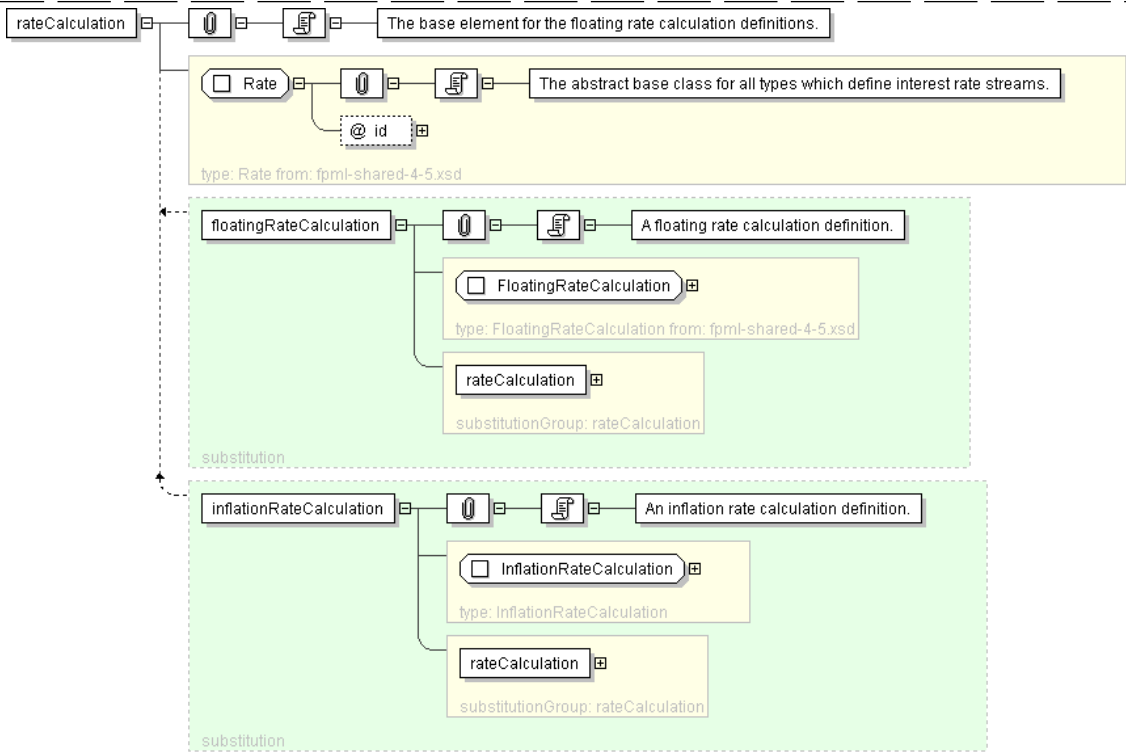 rateCalculation
The base element for the floating rate calculation definitions.
Rate
The abstract base class for all types which define interest rate streams.
@ id
type: Rate from: fpml-shared-4-5.xsd
floatingRateCalculation
A floating rate calculation definition.
FloatingRateCalculation
type: FloatingRateCalculation from: fpml-shared-4-5.xsd
rateCalculation
substitutionGroup: rateCalculation
substitution
inflationRateCalculation
An inflation rate calculation definition.
InflationRateCalculation
type: InflationRateCalculation
rateCalculation
substitutionGroup: rateCalculation
substitution